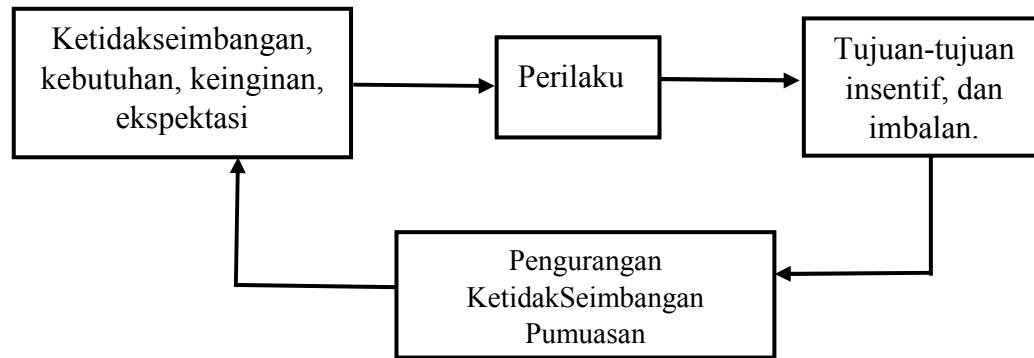 Ketidakseimbangan,
kebutuhan, keinginan,
ekspektasi
Perilaku
Tujuan-tujuan
insentif, dan
imbalan.
Pengurangan
KetidakSeimbangan
Pumuasan